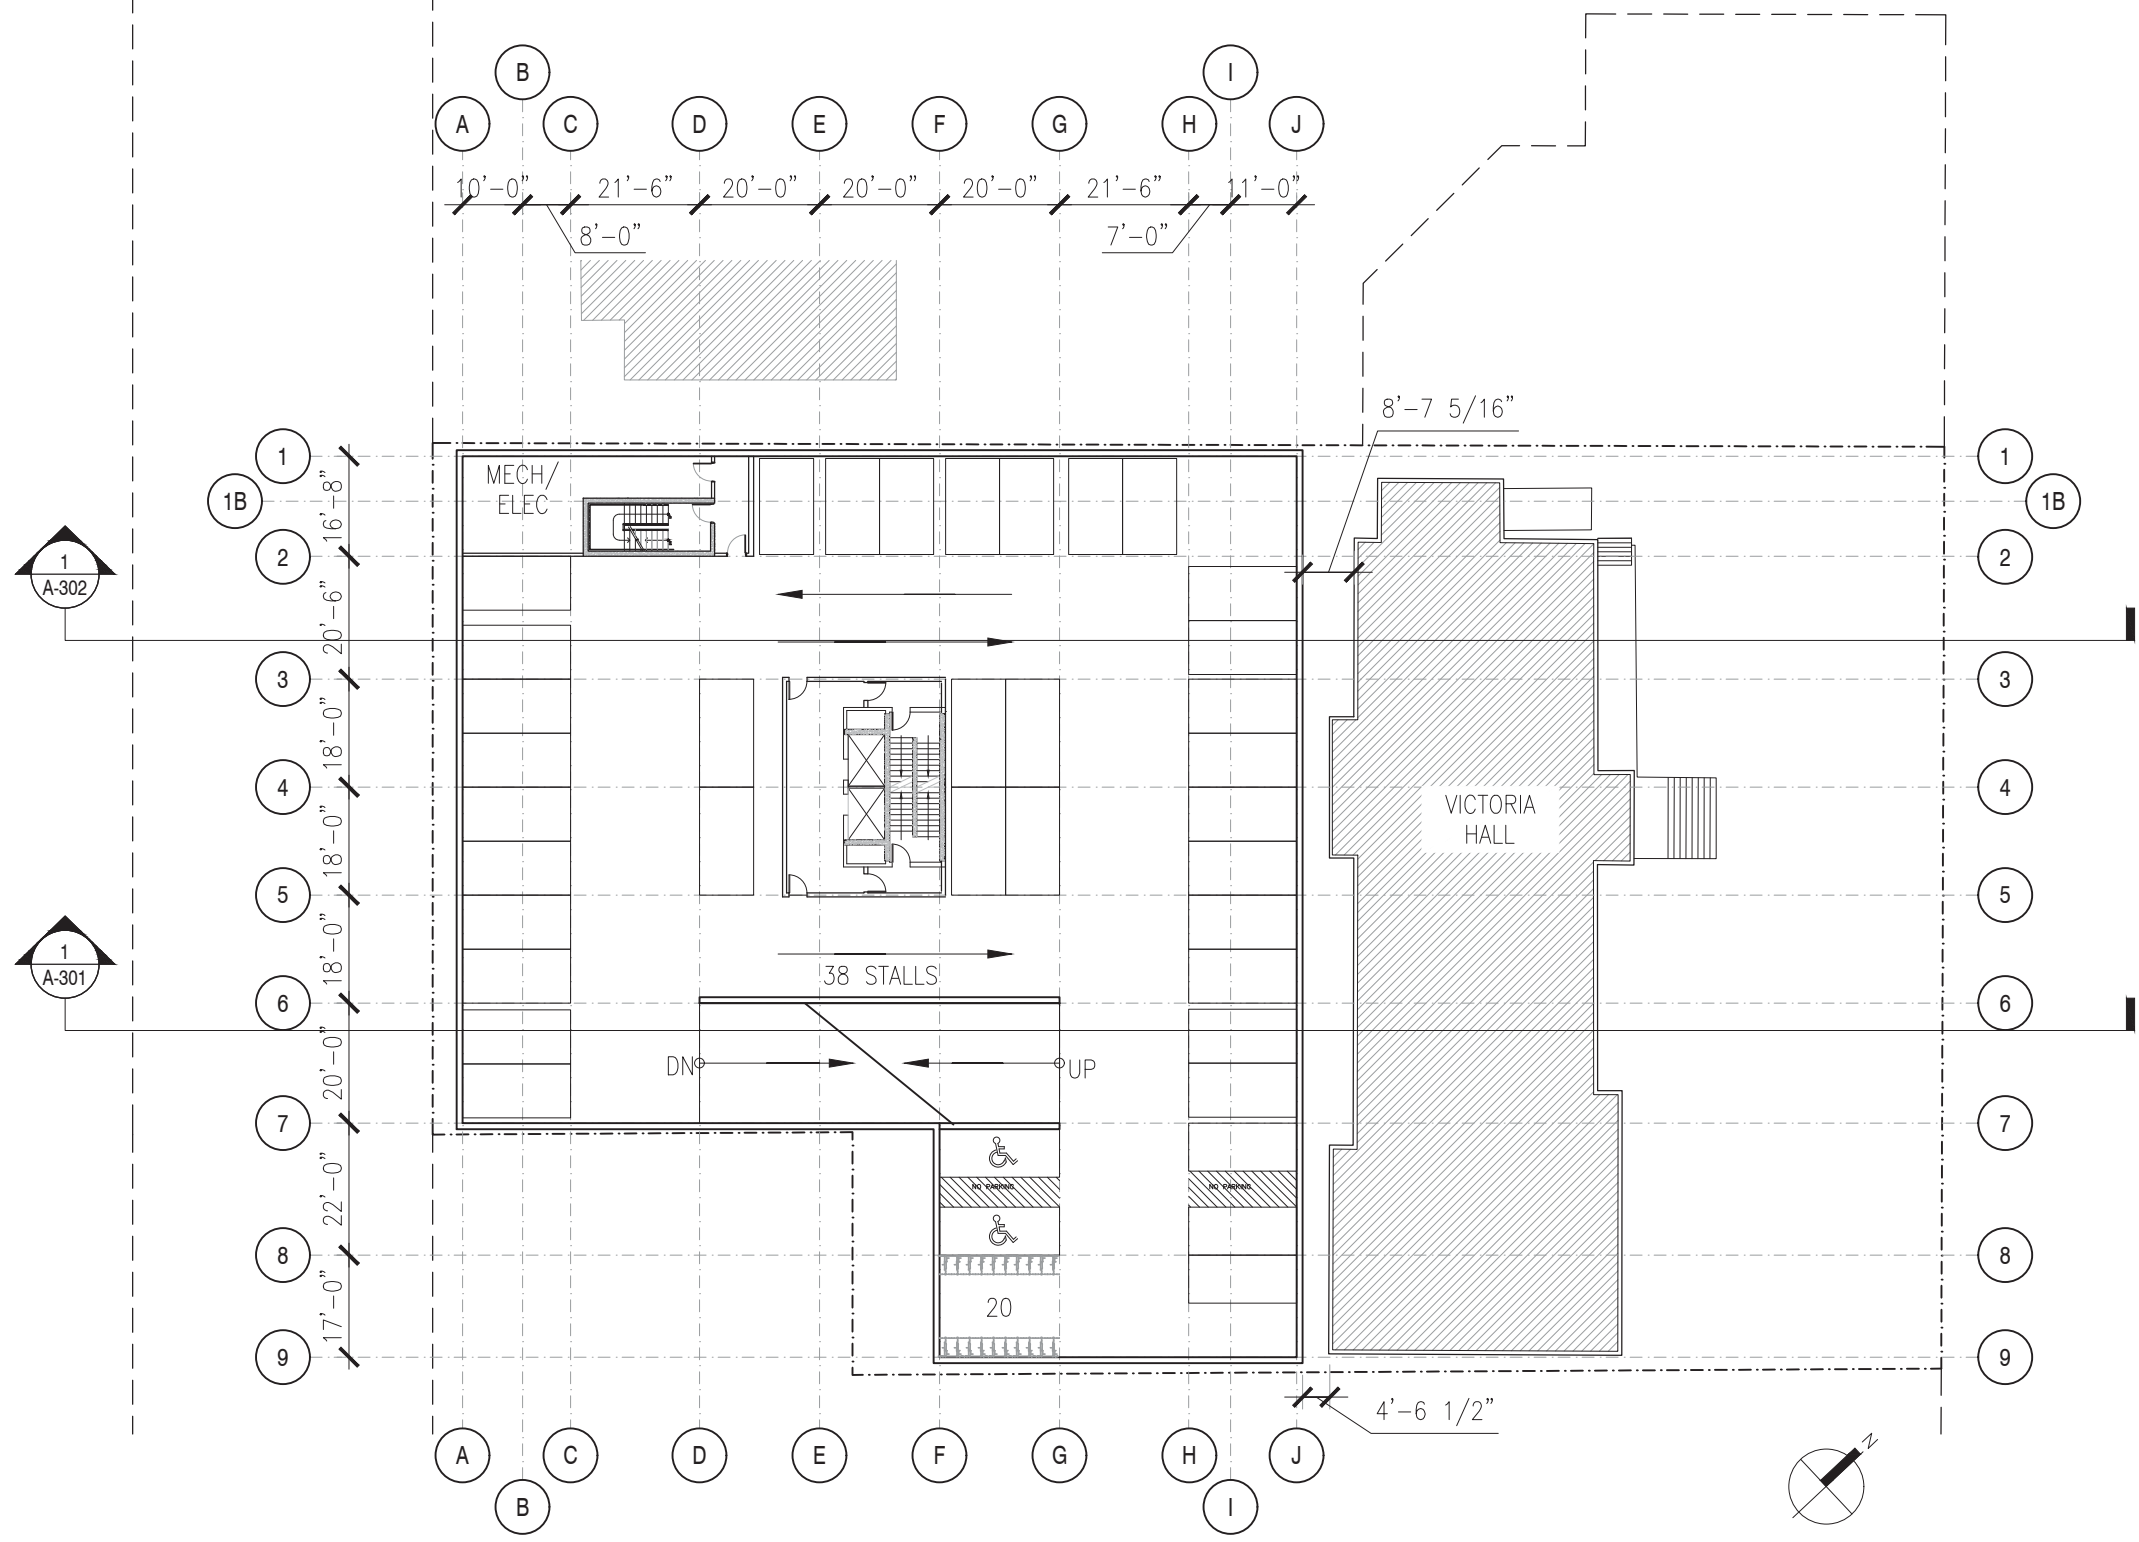 B
I
A
C
D
E
F
G
H
J
10'-0"
21'-6"
20'-0"
20'-0"
20'-0"
21'-6"
11'-0"
8'-0"
7'-0"
8'-7 5/16"
1
1
MECH/
ELEC
16'-8"
1B
1B
1
A-302
2
2
20'-6"
3
3
18'-0"
4
4
VICTORIA
HALL
18'-0"
5
5
1
A-301
18'-0"
38 STALLS
6
6
20'-0"
DN
UP
7
7
22'-0"
NO PARKING
NO PARKING
8
8
17'-0"
20
9
9
4'-6 1/2"
A
C
D
E
F
G
H
J
N
B
I